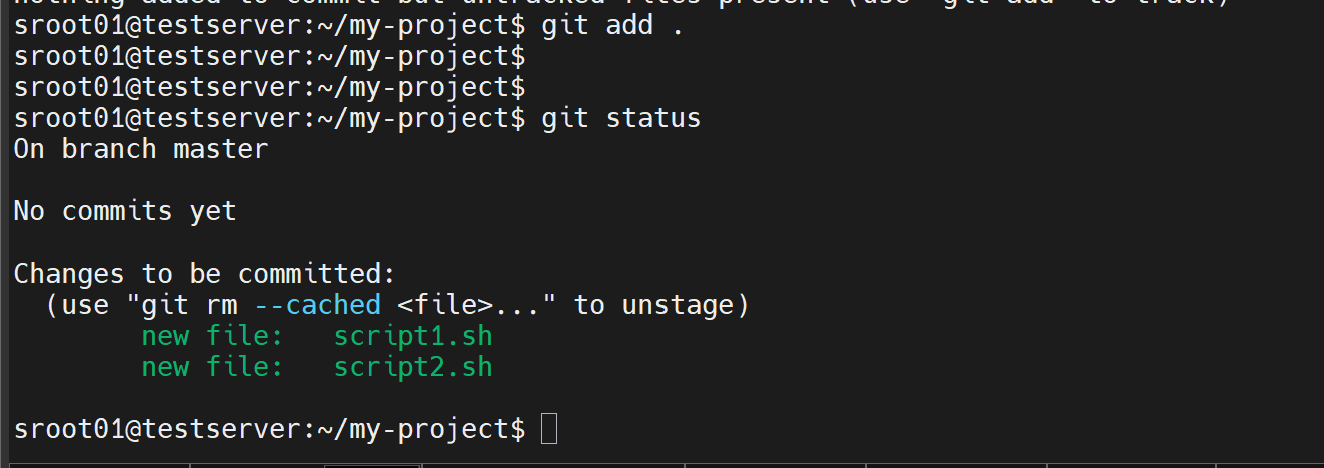 sroot01@testserver:~/my-project$ git add .
sroot01@testserver:~/my-project$
sroot01@testserver:~/my-project$
sroot01@testserver:~/my-project$ git status
On branch master
No commits yet
Changes to be committed:
  (use "git rm --cached <file>..." to unstage)
        new file:   script1.sh
        new file:   script2.sh
sroot01@testserver:~/my-project$